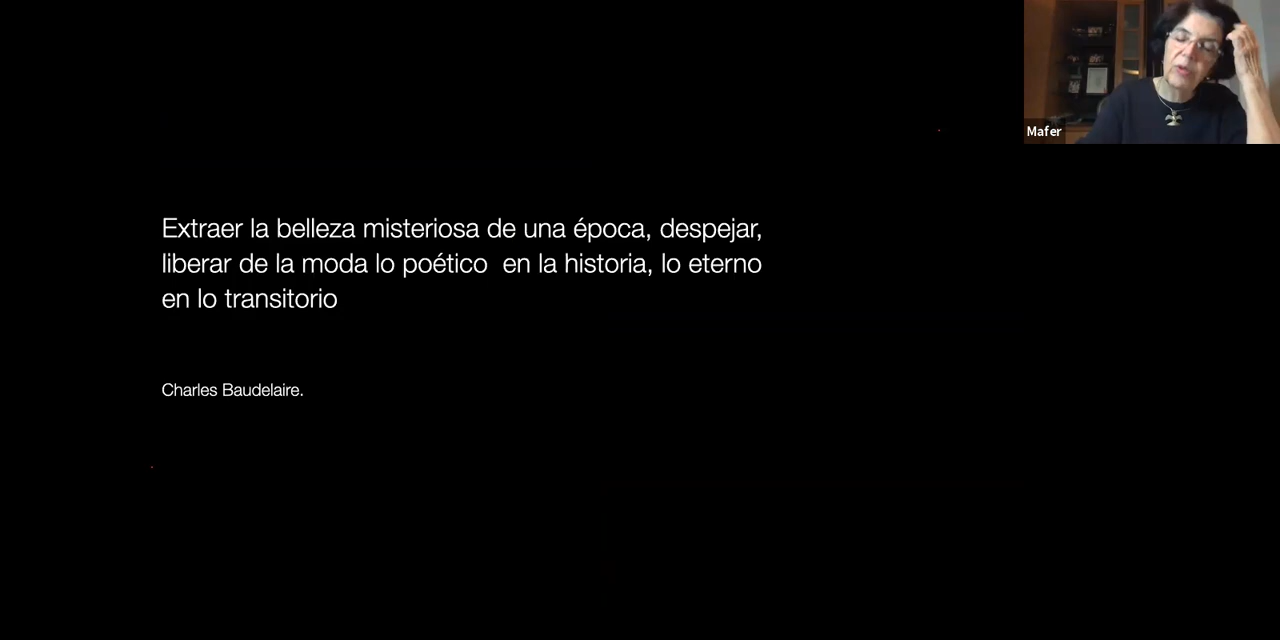 Mafer
Extraer la belleza misteriosa de una época, despejar,
liberar de la moda lo poético  en la historia, lo eterno
en lo transitorio
Charles Baudelaire.